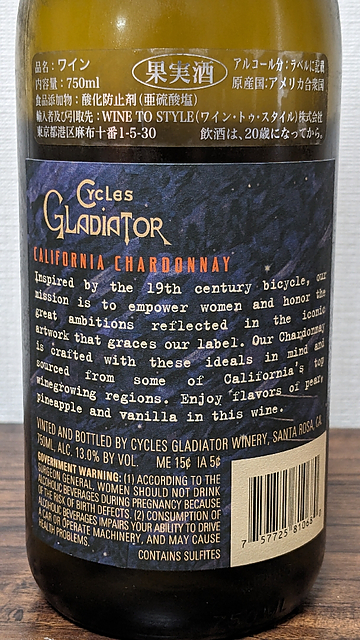 品名：ワイン
内容量：750ml
果実酒
アルコール分：ラベルに記載
原産国：アメリカ合衆国
食品添加物：酸化防止剤（亜硫酸塩）
輸入者及び引取先：WINE TO STYLE（ワイン・トゥ・スタイル）株式会社
東京都港区麻布十番1-5-30 飲酒は、20歳になってから。
Cycles
GLADIATOR
CALIFORNIA CHARDONNAY
Inspired by the 19th century bicycle, our
mission is to empower women and honor the
great ambitions reflected in the iconic
artwork that graces our label. Our Chardonnay
is crafted with these ideals in mind and
sourced from some of California's top
winegrowing regions. Enjoy flavors of pear,
pineapple and vanilla in this wine.
VINTED AND BOTTLED BY CYCLES GLADIATOR WINERY, SANTA ROSA, CA
750ML ALC. 13.0% BY VOL. ME 15¢ IA 5¢
GOVERNMENT WARNING: (1) ACCORDING TO THE
SURGEON GENERAL, WOMEN SHOULD NOT DRINK
ALCOHOLIC BEVERAGES DURING PREGNANCY BECAUSE
OF THE RISK OF BIRTH DEFECTS. (2) CONSUMPTION OF
ALCOHOLIC BEVERAGES IMPAIRS YOUR ABILITY TO DRIVE
A CAR OR OPERATE MACHINERY, AND MAY CAUSE
HEALTH PROBLEMS.
CONTAINS SULFITES
7 57725 81068